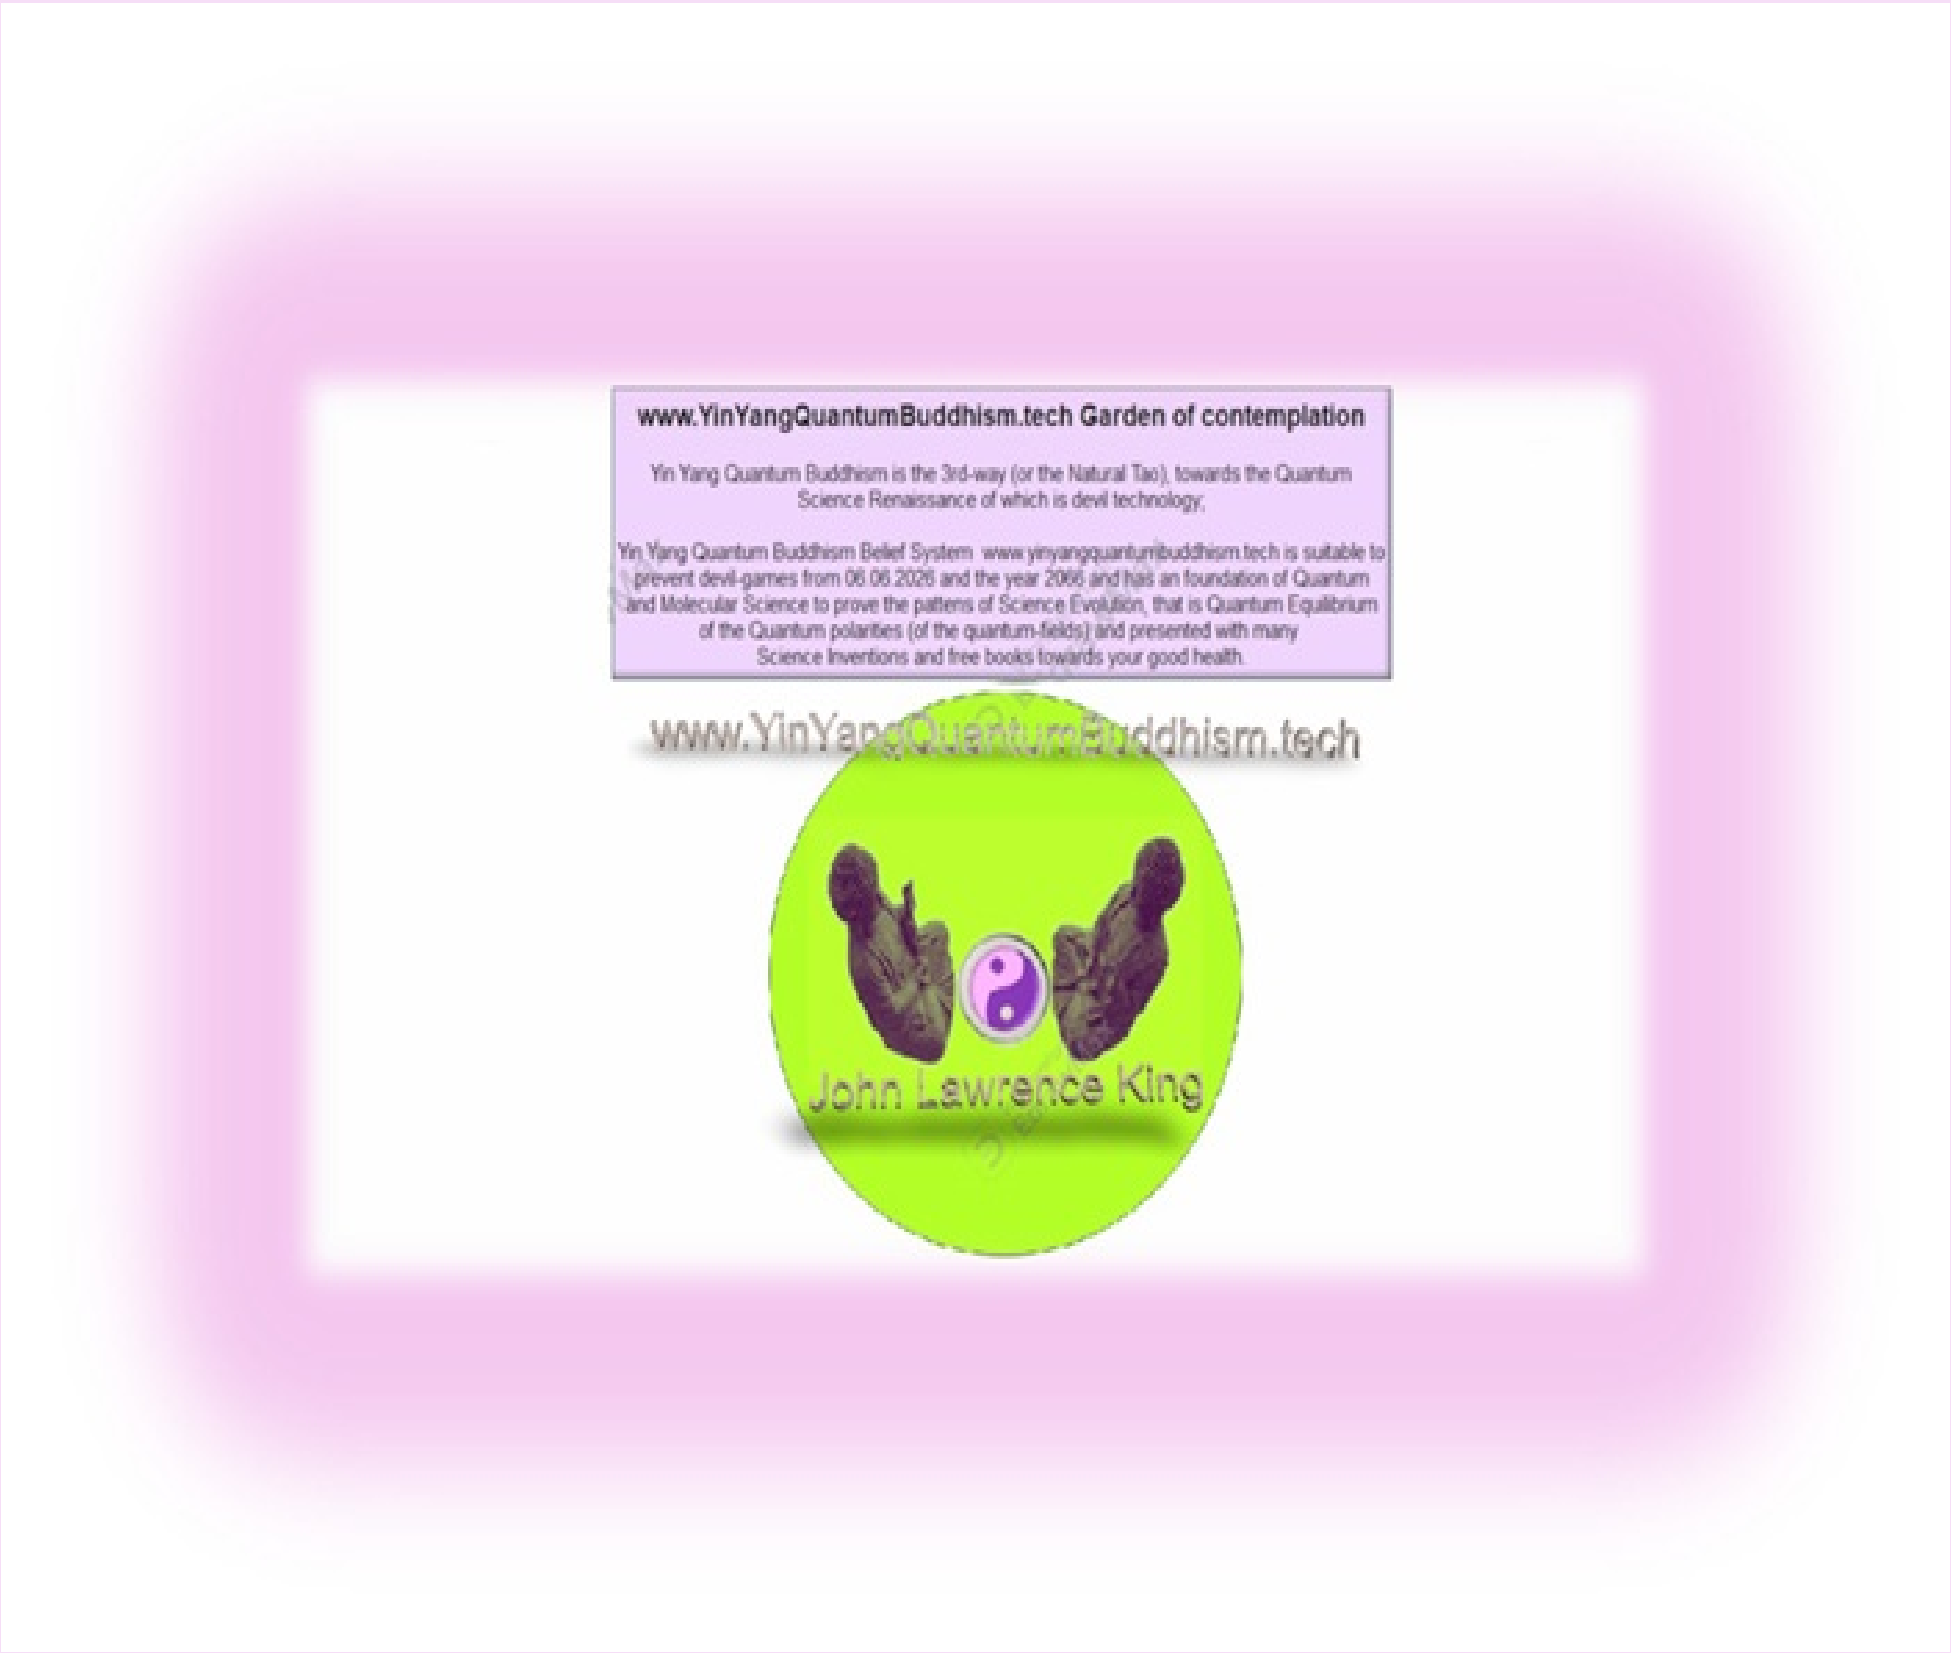 www.YinYangQuantumBuddhism.tech Garden of contemplation
Yin Yang Quantum Buddhism is the 3rd-way (or the Natural Tao), towards the Quantum
Science Renaissance of which is devil technology;
Yin Yang Quantum Buddhism Belief System www.yinyangquantumbuddhism.tech is suitable to
prevent devil-games from 06.06.2026 and the year 2066 and has an foundation of Quantum
and Molecular Science to prove the patterns of Science Evolution, that is Quantum Equilibrium
of the Quantum polarities (of the quantum-fields) and presented with many
Science Inventions and free books towards your good health.
www.YinYangQuantumBuddhism.tech
John Lawrence King